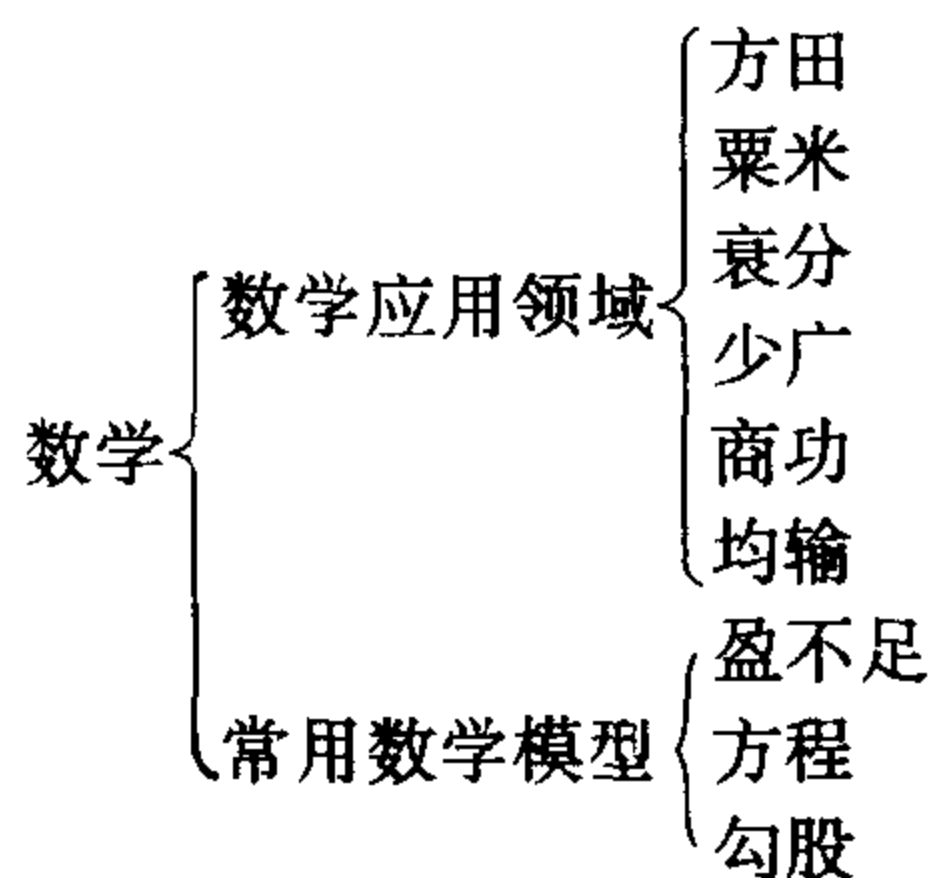 数学
数学应用领域
方田
粟米
衰分
少广
商功
均输
常用数学模型
盈不足
方程
勾股